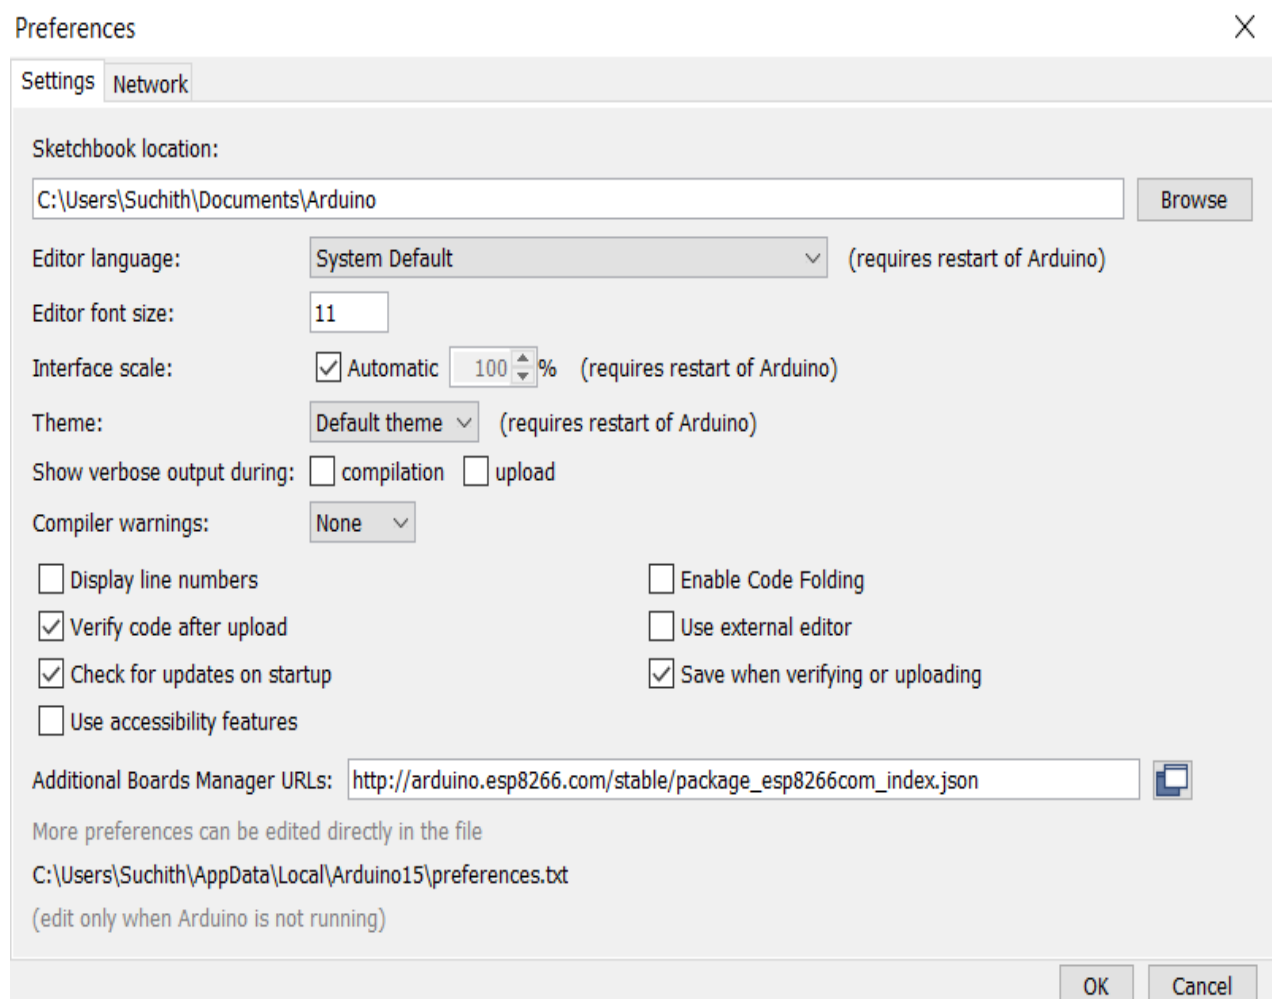 Preferences
Settings Network
Sketchbook location:
C:\Users\Suchith\Documents\Arduino Browse
Editor language: System Default (requires restart of Arduino)
Editor font size: 11
Interface scale: Automatic 100 % (requires restart of Arduino)
Theme: Default theme (requires restart of Arduino)
Show verbose output during: compilation upload
Compiler warnings: None
Display line numbers Enable Code Folding
Verify code after upload Use external editor
Check for updates on startup Save when verifying or uploading
Use accessibility features
Additional Boards Manager URLs: http://arduino.esp8266.com/stable/package_esp8266com_index.json
More preferences can be edited directly in the file
C:\Users\Suchith\AppData\Local\Arduino15\preferences.txt
(edit only when Arduino is not running)
OK Cancel